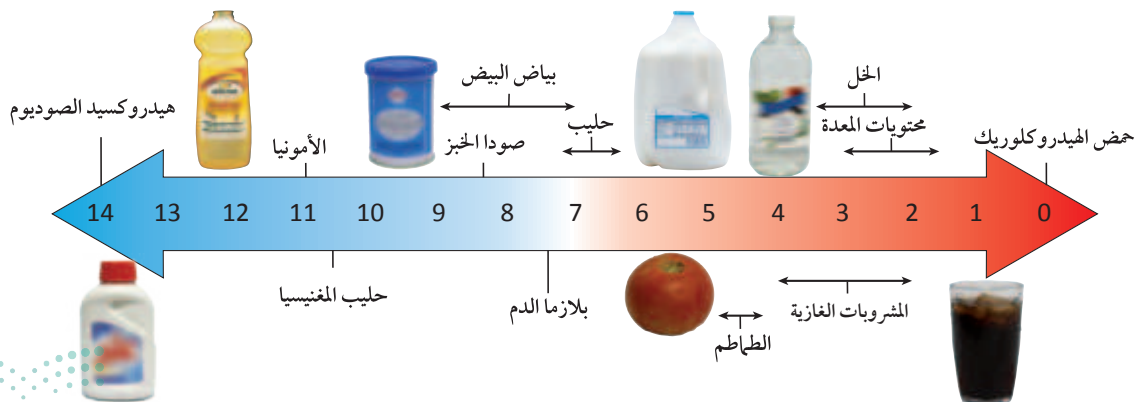 الخل
محتويات المعدة
حمض الهيدروكلوريك
حليب
بياض البيض
صودا الخبز
الأمونيا
هيدروكسيد الصوديوم
14 13 12 11 10 9 8 7 6 5 4 3 2 1 0
المشروبات الغازية
الطماطم
بلازما الدم
حليب المغنيسيا